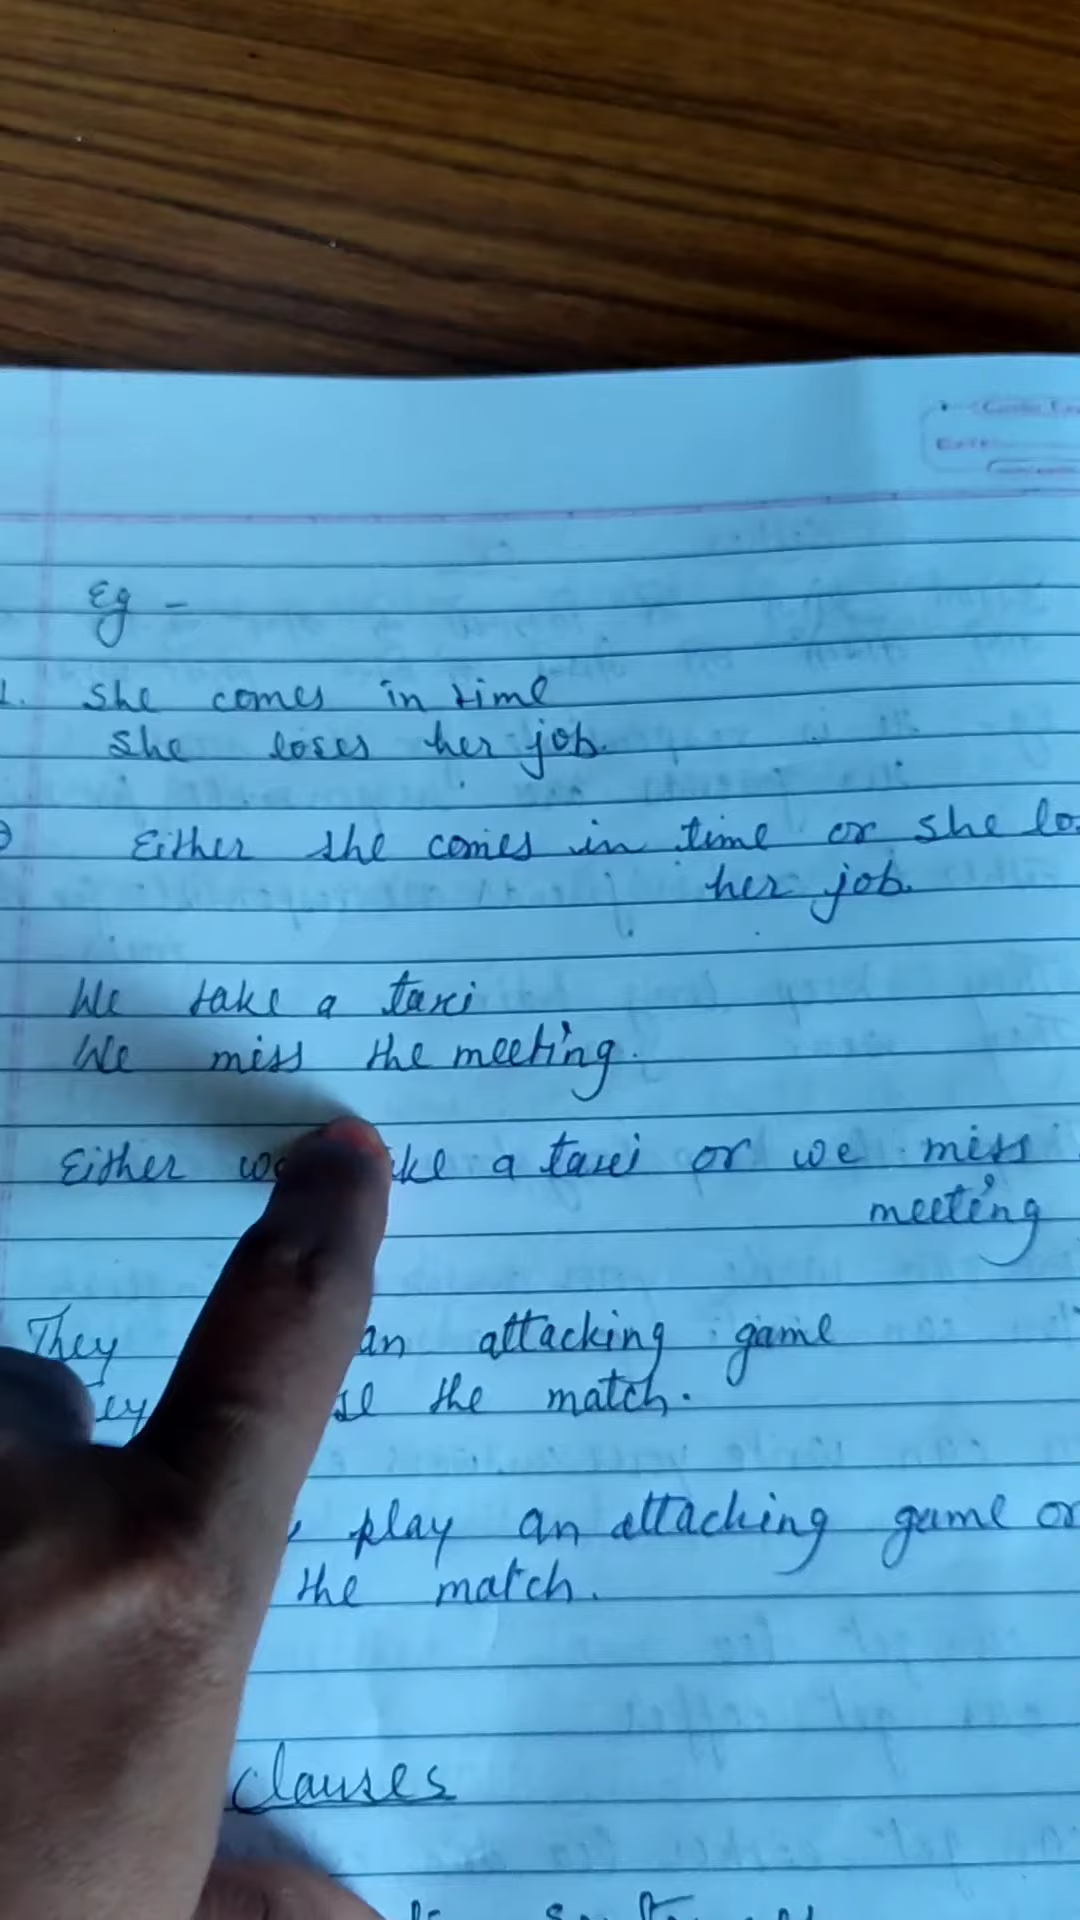 Eg -
1. She comes in time
She loses her job.
Either she comes in time or she lo
her job.
We take a taxi
We miss the meeting.
Either we a taxi or we miss
meeting
They an attacking game
the match.
play an attacking game or
the match.
clauses